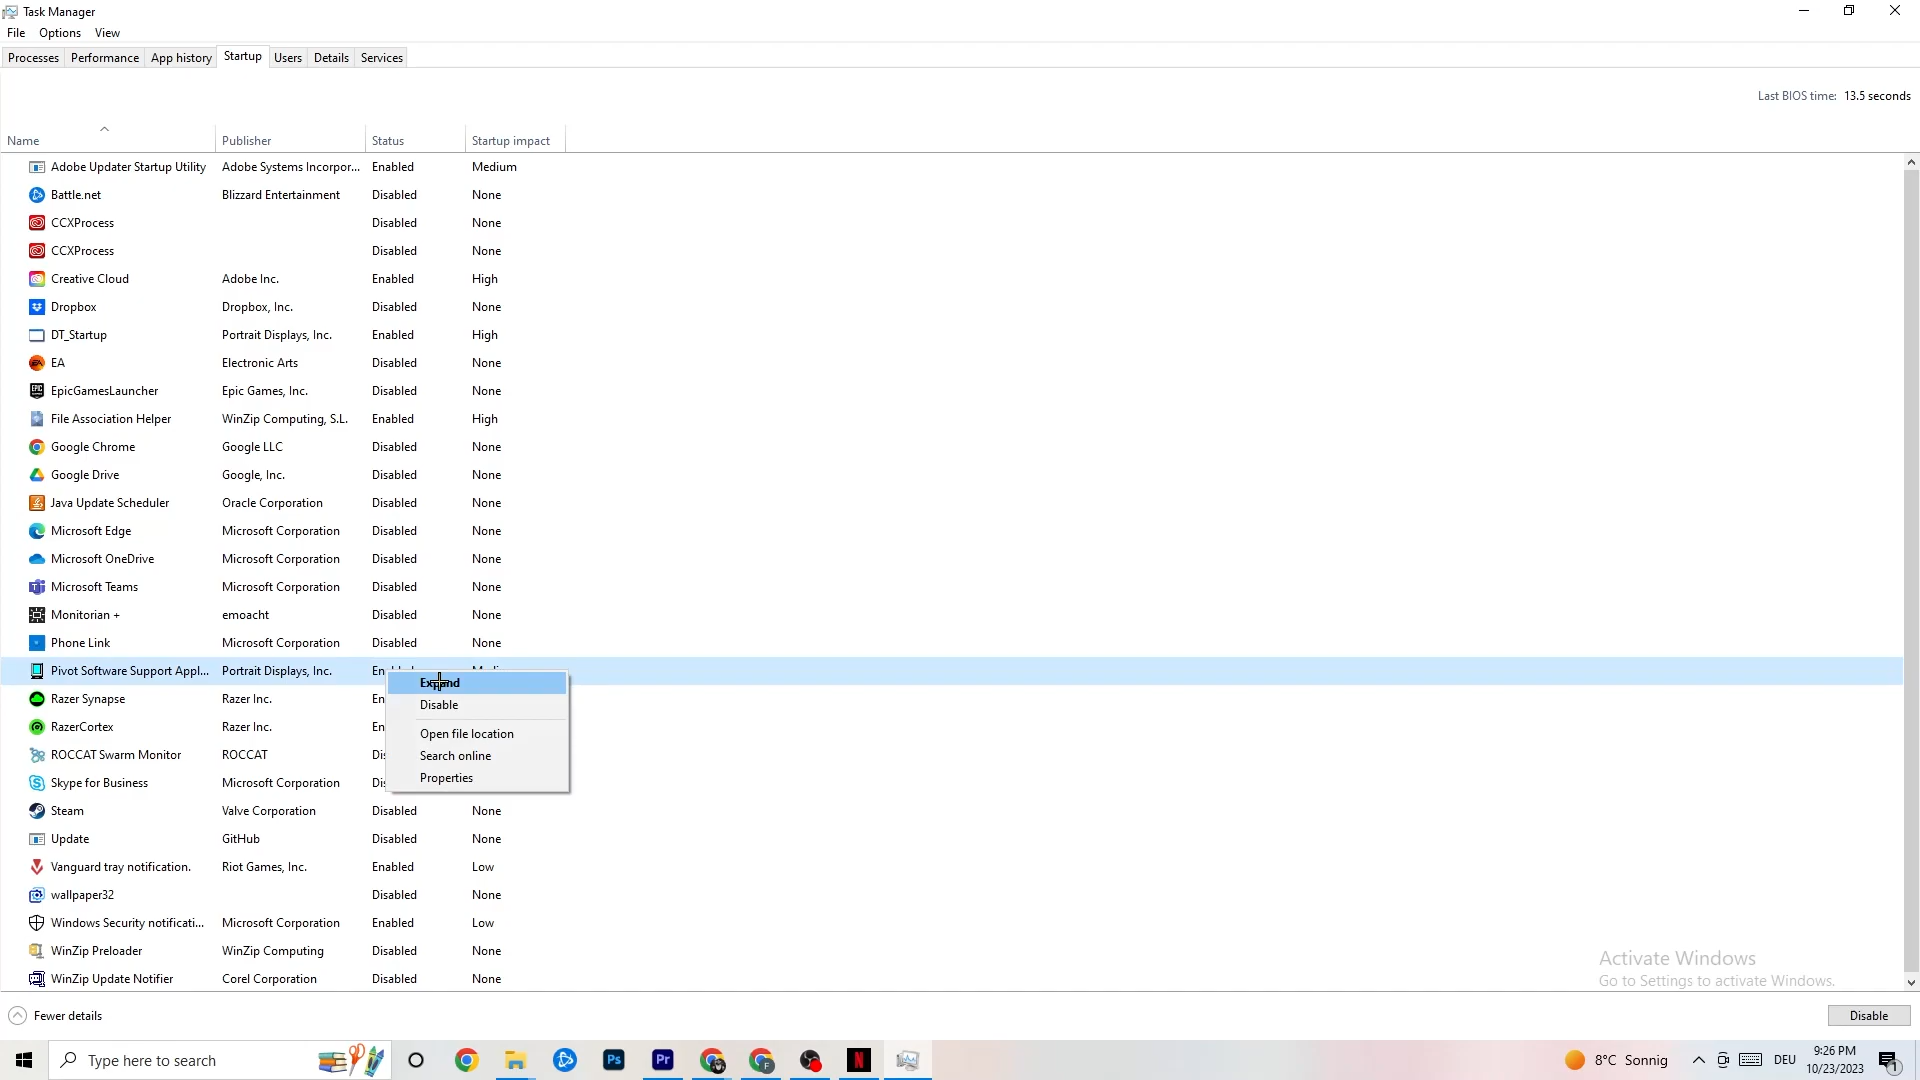 Task Manager
File Options View
Processes Performance App history Startup Users Details Services
Last BIOS time: 13.5 seconds
Name Publisher Status Startup impact
Adobe Updater Startup Utility Adobe Systems Incorpor... Enabled Medium
Battle.net Blizzard Entertainment Disabled None
CCXProcess Disabled None
CCXProcess Disabled None
Creative Cloud Adobe Inc. Enabled High
Dropbox Dropbox, Inc. Disabled None
DT_Startup Portrait Displays, Inc. Enabled High
EA Electronic Arts Disabled None
EpicGamesLauncher Epic Games, Inc. Disabled None
File Association Helper WinZip Computing, S.L. Enabled High
Google Chrome Google LLC Disabled None
Google Drive Google, Inc. Disabled None
Java Update Scheduler Oracle Corporation Disabled None
Microsoft Edge Microsoft Corporation Disabled None
Microsoft OneDrive Microsoft Corporation Disabled None
Microsoft Teams Microsoft Corporation Disabled None
Monitorian + emoacht Disabled None
Phone Link Microsoft Corporation Disabled None
Pivot Software Support Appl... Portrait Displays, Inc.
Expand
Razer Synapse Razer Inc.
Disable
RazerCortex Razer Inc.
Open file location
ROCCAT Swarm Monitor ROCCAT
Search online
Skype for Business Microsoft Corporation
Properties
Steam Valve Corporation Disabled None
Update GitHub Disabled None
Vanguard tray notification. Riot Games, Inc. Enabled Low
wallpaper32 Disabled None
Windows Security notificati... Microsoft Corporation Enabled Low
WinZip Preloader WinZip Computing Disabled None
WinZip Update Notifier Corel Corporation Disabled None
Activate Windows
Go to Settings to activate Windows.
Fewer details Disable
Type here to search 8°C Sonnig DEU 9:26 PM
10/23/2023